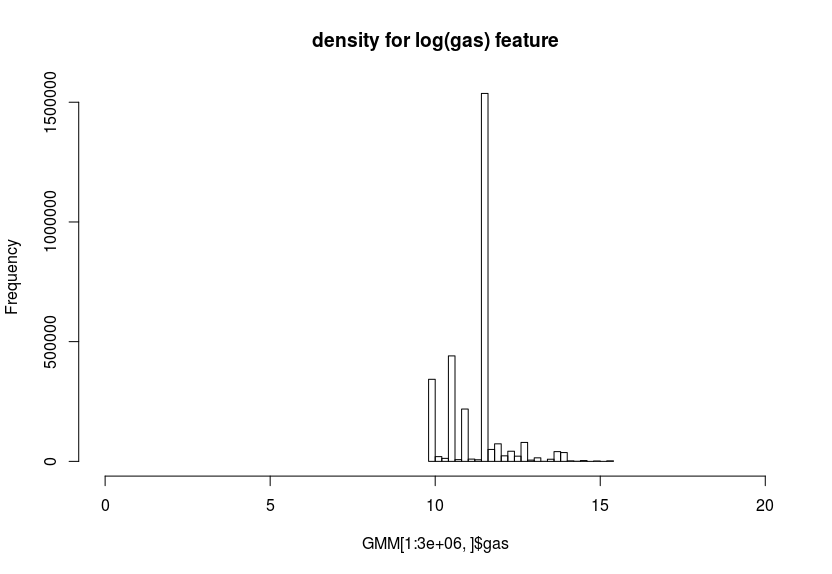 density for log(gas) feature
1500000
1000000
500000
0
Frequency
0 5 10 15 20
GMM[1:3e+06, ]$gas